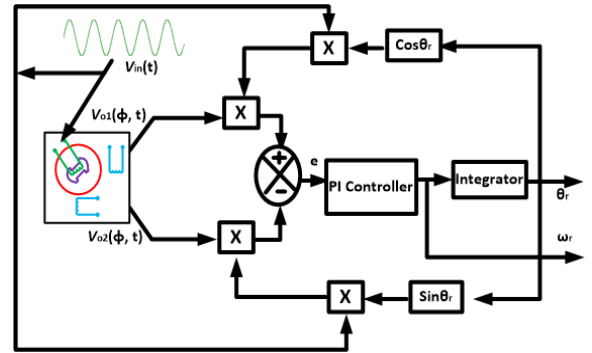 X
Cosθr
Vin(t)
Vo1(ϕ, t)
X
+
-
e
PI Controller
Integrator
θr
X
Vo2(ϕ, t)
ωr
X
Sinθr